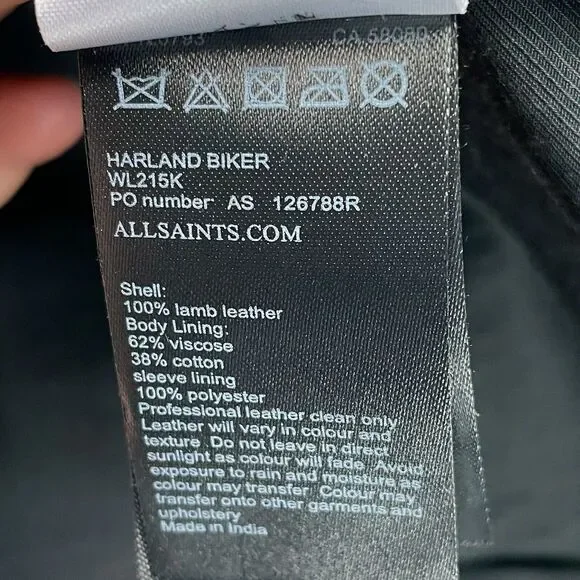 CA 58080
HARLAND BIKER
WL215K
PO number AS 126788R
ALLSAINTS.COM
Shell:
100% lamb leather
Body Lining:
62% viscose
38% cotton
sleeve lining
100% polyester
Professional leather clean only
Leather will vary in colour and
texture. Do not leave in direct
sunlight as colour will fade. Avoid
exposure to rain and moisture as
colour may transfer. Colour may
transfer onto other garments and
upholstery
Made in India